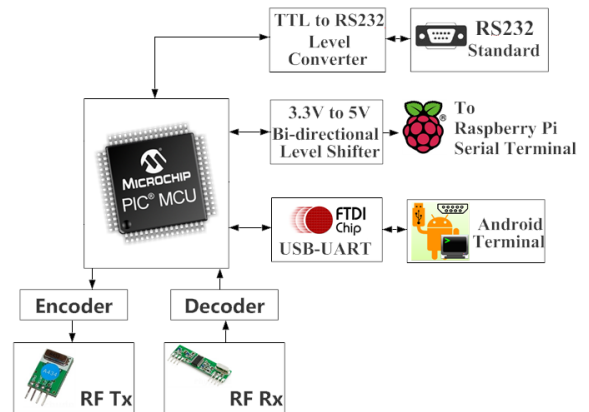 TTL to RS232
Level
Converter
RS232
Standard
3.3V to 5V
Bi-directional
Level Shifter
To
Raspberry Pi
Serial Terminal
MICROCHIP
PIC® MCU
FTDI
Chip
USB-UART
Android
Terminal
Encoder
Decoder
RF Tx
RF Rx